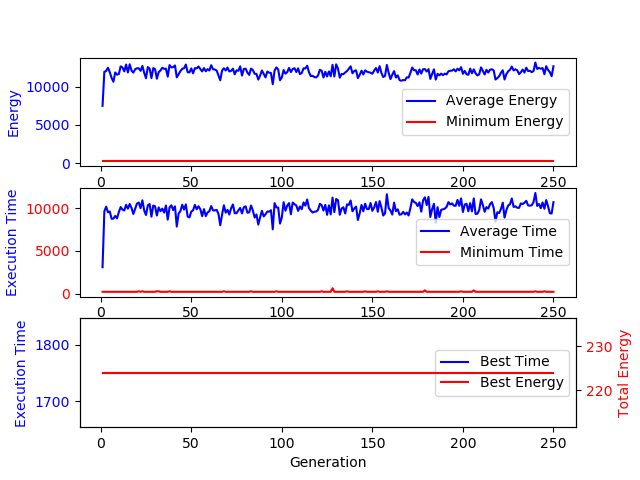 Energy
10000
5000
0
Average Energy
Minimum Energy
0 50 100 150 200 250
Execution Time
10000
5000
0
Average Time
Minimum Time
0 50 100 150 200 250
Execution Time
1800
1700
Best Time
Best Energy
230
220
Total Energy
0 50 100 150 200 250
Generation